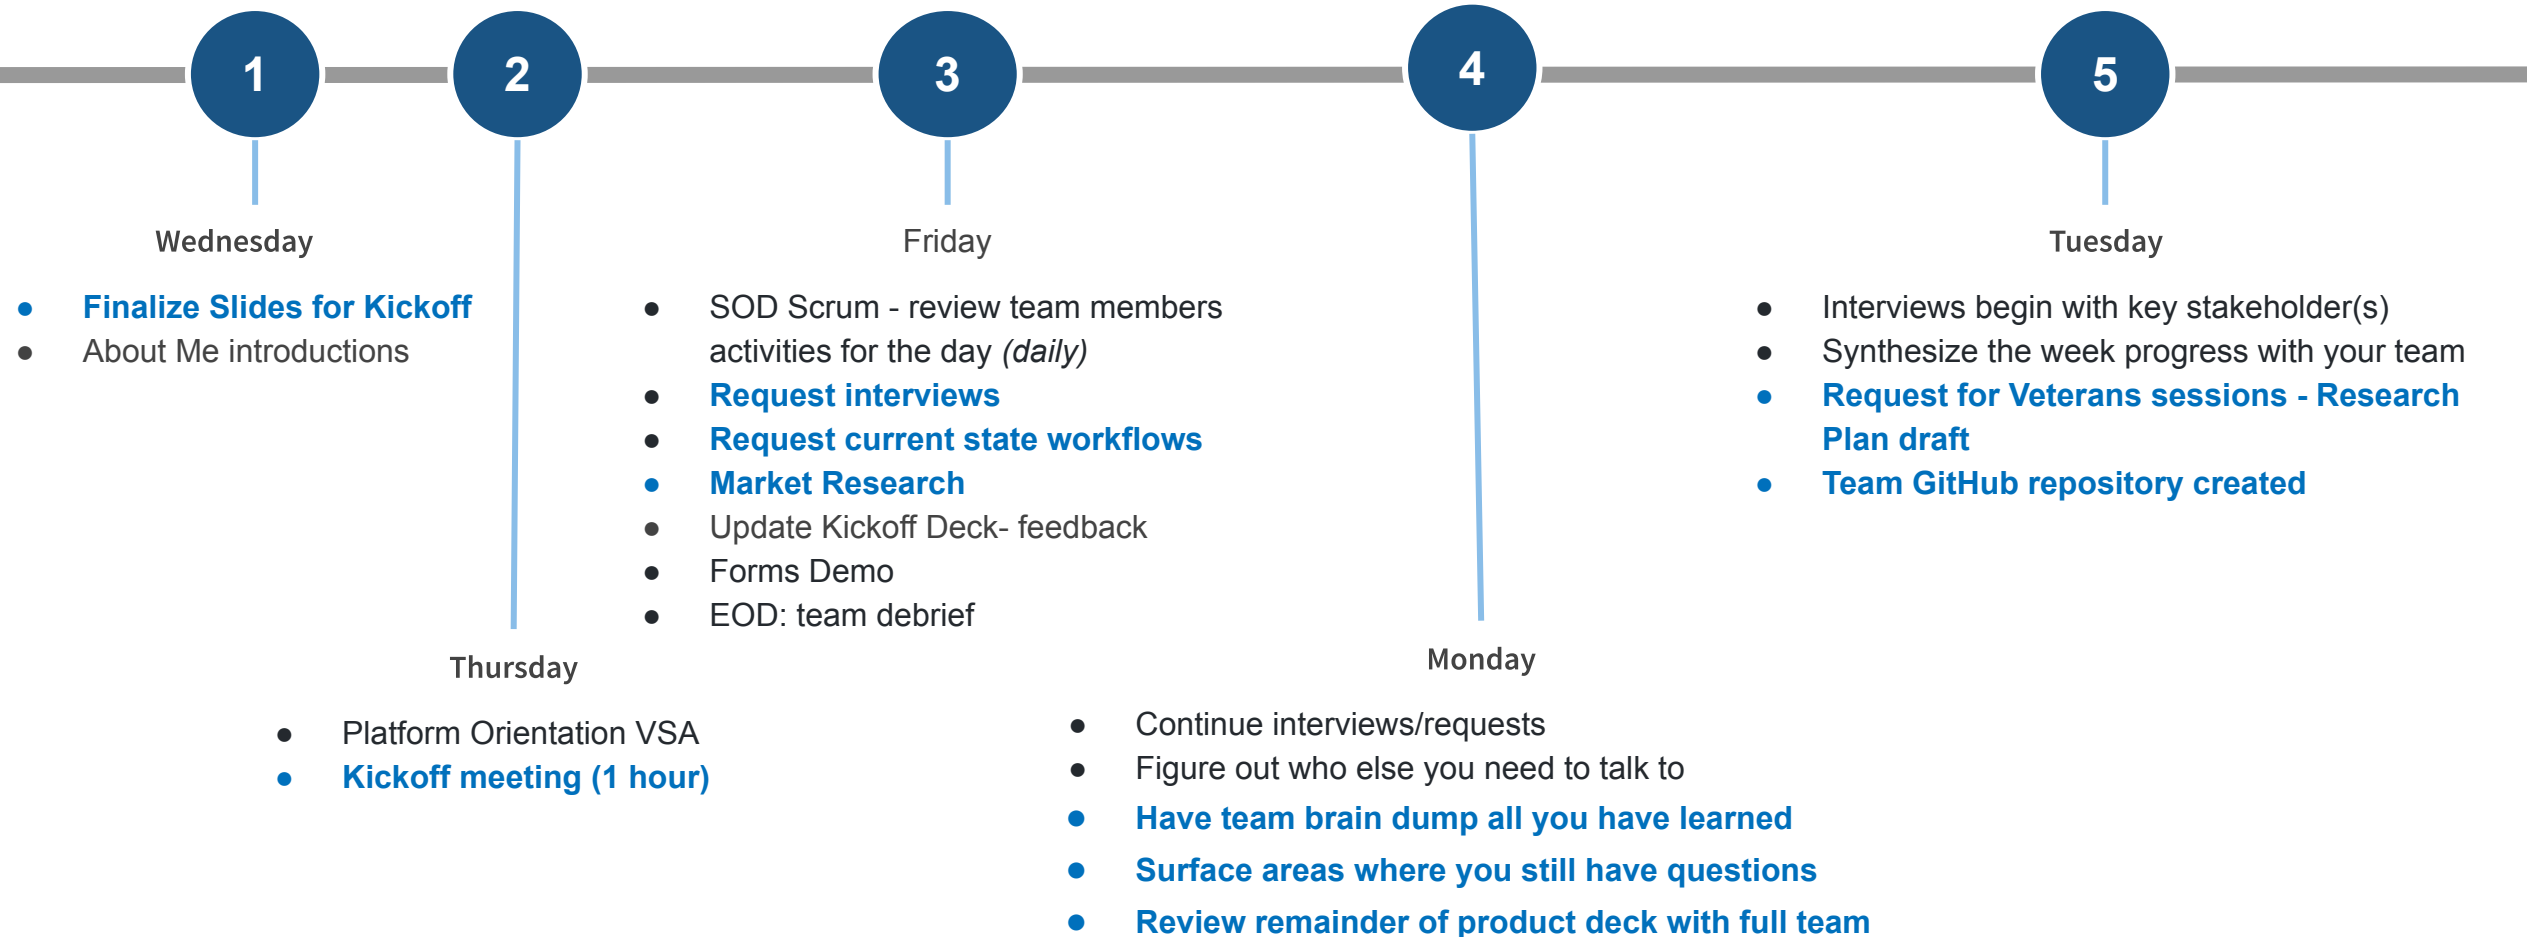 1
2
3
4
5
Wednesday
● Finalize Slides for Kickoff
● About Me introductions
Thursday
● Platform Orientation VSA
● Kickoff meeting (1 hour)
Friday
● SOD Scrum - review team members
activities for the day (daily)
● Request interviews
● Request current state workflows
● Market Research
● Update Kickoff Deck- feedback
● Forms Demo
● EOD: team debrief
Monday
● Continue interviews/requests
● Figure out who else you need to talk to
● Have team brain dump all you have learned
● Surface areas where you still have questions
● Review remainder of product deck with full team
Tuesday
● Interviews begin with key stakeholder(s)
● Synthesize the week progress with your team
● Request for Veterans sessions - Research
Plan draft
● Team GitHub repository created